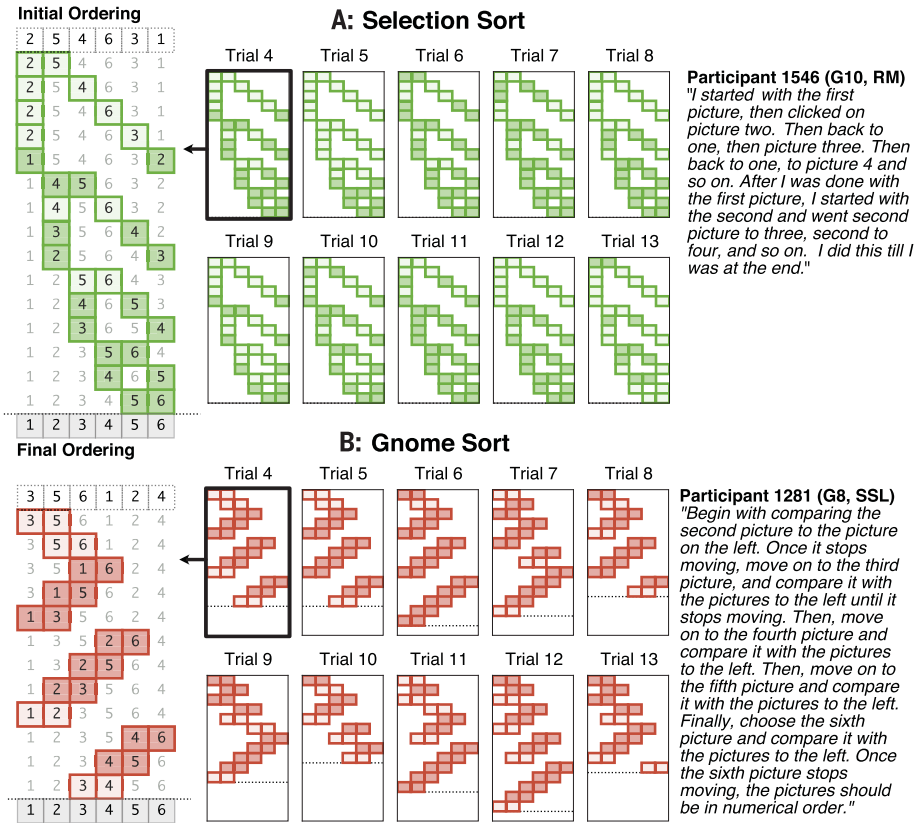 Initial Ordering
A: Selection Sort
2 5 4 6 3 1
2 5 4 6 3 1
2 5 4 6 3 1
2 5 4 6 3 1
2 5 4 6 3 1
1 5 4 6 3 2
1 4 5 6 3 2
1 4 5 6 3 2
1 3 5 6 4 2
1 2 5 6 4 3
1 2 5 6 4 3
1 2 4 6 5 3
1 2 3 6 5 4
1 2 3 5 6 4
1 2 3 4 6 5
1 2 3 4 5 6
1 2 3 4 5 6
Final Ordering
Trial 4 Trial 5 Trial 6 Trial 7 Trial 8
Trial 9 Trial 10 Trial 11 Trial 12 Trial 13
Participant 1546 (G10, RM)
"I started with the first
picture, then clicked on
picture two. Then back to
one, then picture three. Then
back to one, to picture 4 and
so on. After I was done with
the first picture, I started with
the second and went second
picture to three, second to
four, and so on. I did this till I
was at the end."
B: Gnome Sort
3 5 6 1 2 4
3 5 6 1 2 4
3 5 6 1 2 4
3 5 1 6 2 4
3 1 5 6 2 4
1 3 5 6 2 4
1 3 5 2 6 4
1 3 2 5 6 4
1 2 3 5 6 4
1 2 3 5 6 4
1 2 3 5 4 6
1 2 3 4 5 6
1 2 3 4 5 6
1 2 3 4 5 6
Trial 4 Trial 5 Trial 6 Trial 7 Trial 8
Trial 9 Trial 10 Trial 11 Trial 12 Trial 13
Participant 1281 (G8, SSL)
"Begin with comparing the
second picture to the picture
on the left. Once it stops
moving, move on to the third
picture, and compare it with
the pictures to the left until it
stops moving. Then, move
on to the fourth picture and
compare it with the pictures
to the left. Then, move on to
the fifth picture and compare
it with the pictures to the left.
Finally, choose the sixth
picture and compare it with
the pictures to the left. Once
the sixth picture stops
moving, the pictures should
be in numerical order."